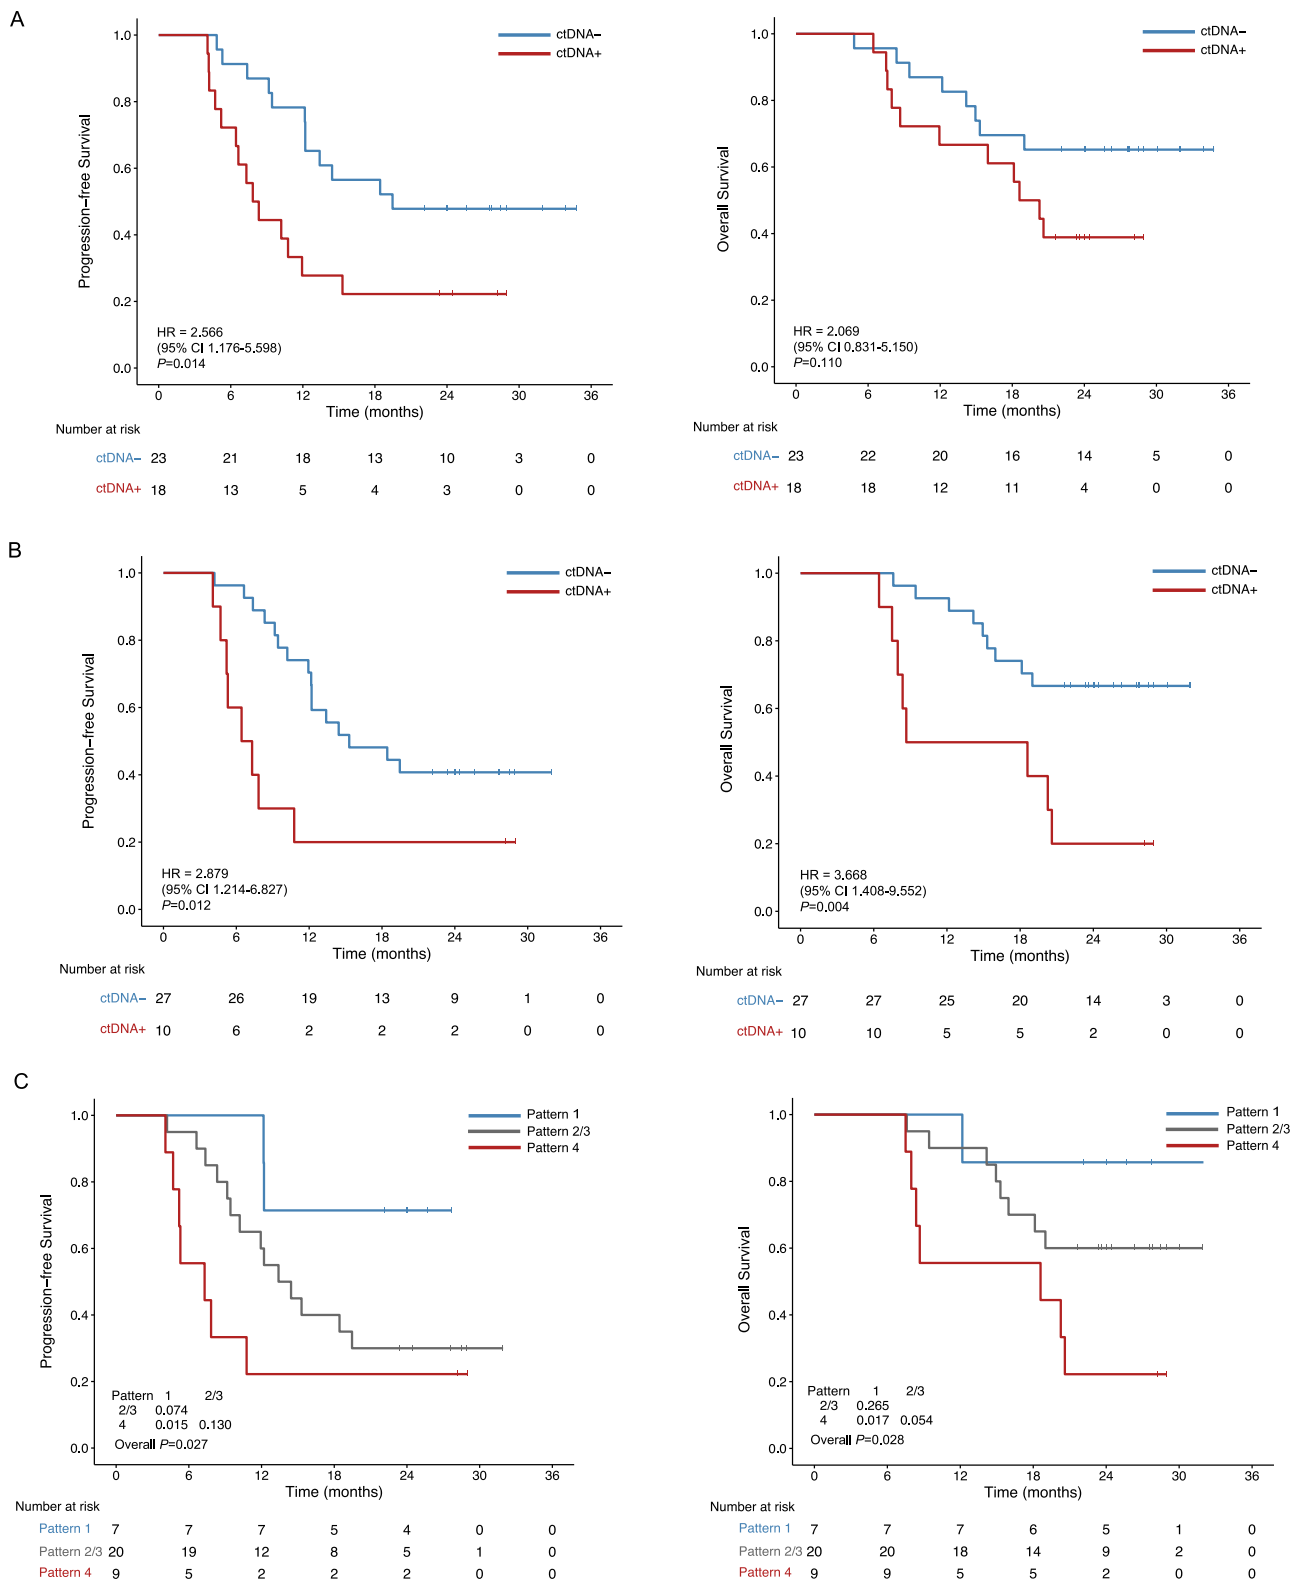 A
Progression−free Survival
1.0
0.8
0.6
0.4
0.2
0.0
ctDNA−
ctDNA+
HR = 2.566
(95% CI 1.176-5.598)
P=0.014
0 6 12 18 24 30 36
Time (months)
Number at risk
ctDNA− 23 21 18 13 10 3 0
ctDNA+ 18 13 5 4 3 0 0
Overall Survival
1.0
0.8
0.6
0.4
0.2
0.0
ctDNA−
ctDNA+
HR = 2.069
(95% CI 0.831-5.150)
P=0.110
0 6 12 18 24 30 36
Time (months)
Number at risk
ctDNA− 23 22 20 16 14 5 0
ctDNA+ 18 18 12 11 4 0 0
B
Progression−free Survival
1.0
0.8
0.6
0.4
0.2
0.0
ctDNA−
ctDNA+
HR = 2.879
(95% CI 1.214-6.827)
P=0.012
0 6 12 18 24 30 36
Time (months)
Number at risk
ctDNA− 27 26 19 13 9 1 0
ctDNA+ 10 6 2 2 2 0 0
Overall Survival
1.0
0.8
0.6
0.4
0.2
0.0
ctDNA−
ctDNA+
HR = 3.668
(95% CI 1.408-9.552)
P=0.004
0 6 12 18 24 30 36
Time (months)
Number at risk
ctDNA− 27 27 25 20 14 3 0
ctDNA+ 10 10 5 5 2 0 0
C
Progression−free Survival
1.0
0.8
0.6
0.4
0.2
0.0
Pattern 1
Pattern 2/3
Pattern 4
Pattern 1 2/3
2/3 0.074
4 0.015 0.130
Overall P=0.027
0 6 12 18 24 30 36
Time (months)
Number at risk
Pattern 1 7 7 7 5 4 0 0
Pattern 2/3 20 19 12 8 5 1 0
Pattern 4 9 5 2 2 2 0 0
Overall Survival
1.0
0.8
0.6
0.4
0.2
0.0
Pattern 1
Pattern 2/3
Pattern 4
Pattern 1 2/3
2/3 0.265
4 0.017 0.054
Overall P=0.028
0 6 12 18 24 30 36
Time (months)
Number at risk
Pattern 1 7 7 7 6 5 1 0
Pattern 2/3 20 20 18 14 9 2 0
Pattern 4 9 9 5 5 2 0 0